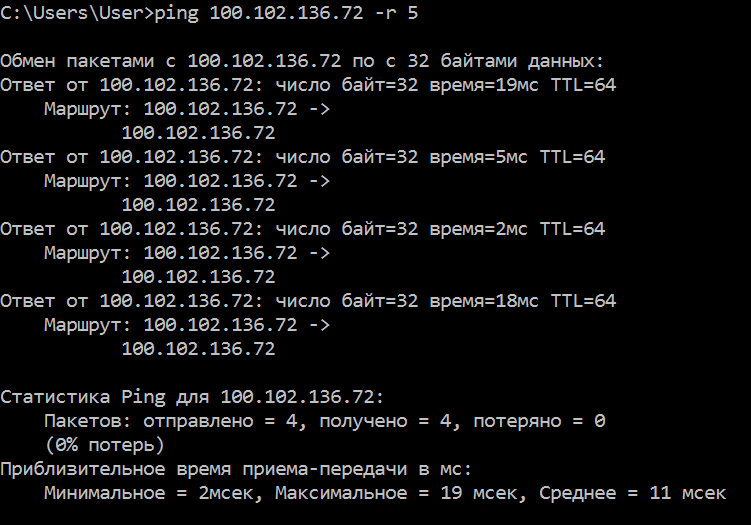 C:\Users\User>ping 100.102.136.72 -r 5
Обмен пакетами с 100.102.136.72 по с 32 байтами данных:
Ответ от 100.102.136.72: число байт=32 время=19мс TTL=64
Маршрут: 100.102.136.72 ->
100.102.136.72
Ответ от 100.102.136.72: число байт=32 время=5мс TTL=64
Маршрут: 100.102.136.72 ->
100.102.136.72
Ответ от 100.102.136.72: число байт=32 время=2мс TTL=64
Маршрут: 100.102.136.72 ->
100.102.136.72
Ответ от 100.102.136.72: число байт=32 время=18мс TTL=64
Маршрут: 100.102.136.72 ->
100.102.136.72
Статистика Ping для 100.102.136.72:
Пакетов: отправлено = 4, получено = 4, потеряно = 0
(0% потерь)
Приблизительное время приема-передачи в мс:
Минимальное = 2мсек, Максимальное = 19 мсек, Среднее = 11 мсек